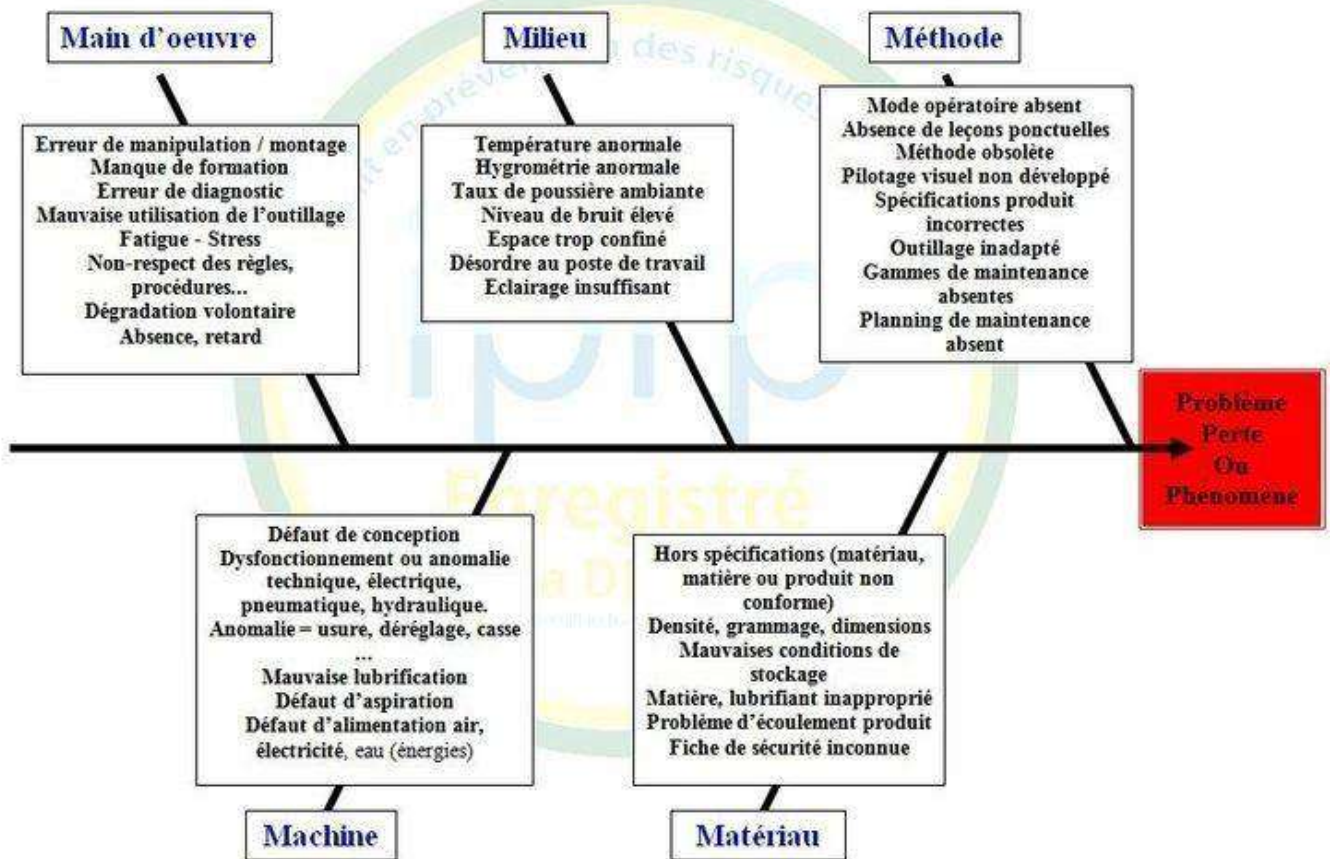 Main d'oeuvre
Milieu
Méthode
Erreur de manipulation / montage
Manque de formation
Erreur de diagnostic
Mauvaise utilisation de l'outillage
Fatigue - Stress
Non-respect des règles,
procédures...
Dégradation volontaire
Absence, retard
Température anormale
Hygrométrie anormale
Taux de poussière ambiante
Niveau de bruit élevé
Espace trop confiné
Désordre au poste de travail
Eclairage insuffisant
Mode opératoire absent
Absence de leçons ponctuelles
Méthode obsolète
Pilotage visuel non développé
Spécifications produit
incorrectes
Outillage inadapté
Gammes de maintenance
absentes
Planning de maintenance
absent
Problème
Perte
Ou
Phénomène
Défaut de conception
Dysfonctionnement ou anomalie
technique, électrique,
pneumatique, hydraulique.
Anomalie = usure, déréglage, casse
...
Mauvaise lubrification
Défaut d'aspiration
Défaut d'alimentation air,
électricité, eau (énergies)
Hors spécifications (matériau,
matière ou produit non
conforme)
Densité, grammage, dimensions
Mauvaises conditions de
stockage
Matière, lubrifiant inapproprié
Problème d'écoulement produit
Fiche de sécurité inconnue
Machine
Matériau
des risques
iprp
Enregistré